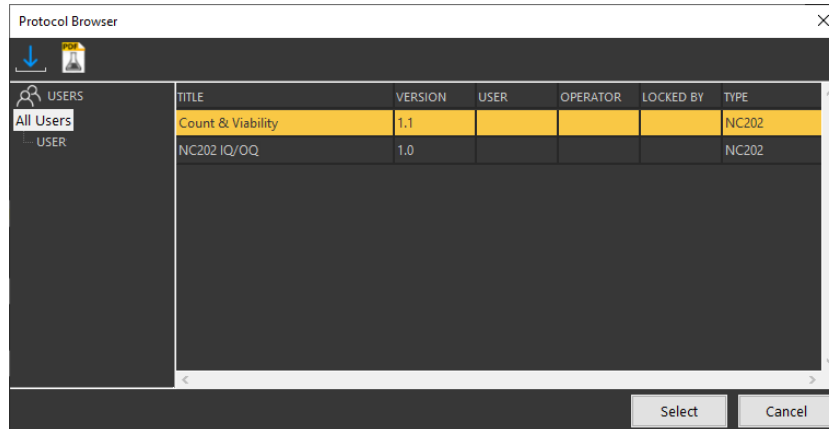 Protocol Browser
PDF
USERS
All Users
USER
TITLE VERSION USER OPERATOR LOCKED BY TYPE
Count & Viability 1.1 NC202
NC202 IQ/OQ 1.0 NC202
Select Cancel